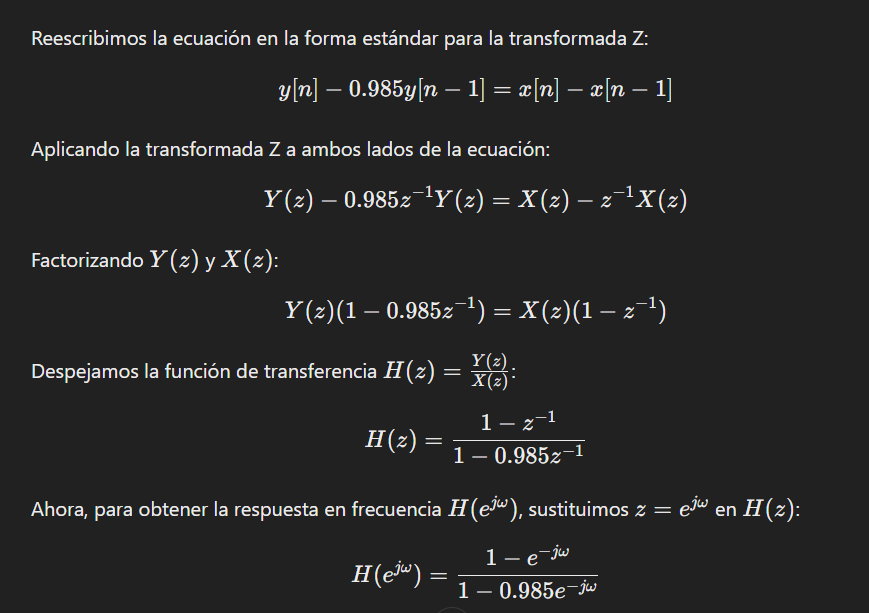 Reescribimos la ecuación en la forma estándar para la transformada Z:
y[n] − 0.985y[n − 1] = x[n] − x[n − 1]
Aplicando la transformada Z a ambos lados de la ecuación:
Y(z) − 0.985z⁻¹Y(z) = X(z) − z⁻¹X(z)
Factorizando Y(z) y X(z):
Y(z)(1 − 0.985z⁻¹) = X(z)(1 − z⁻¹)
Despejamos la función de transferencia H(z) = Y(z)/X(z):
H(z) = (1 − z⁻¹)/(1 − 0.985z⁻¹)
Ahora, para obtener la respuesta en frecuencia H(e^{jω}), sustituimos z = e^{jω} en H(z):
H(e^{jω}) = (1 − e^{−jω})/(1 − 0.985e^{−jω})